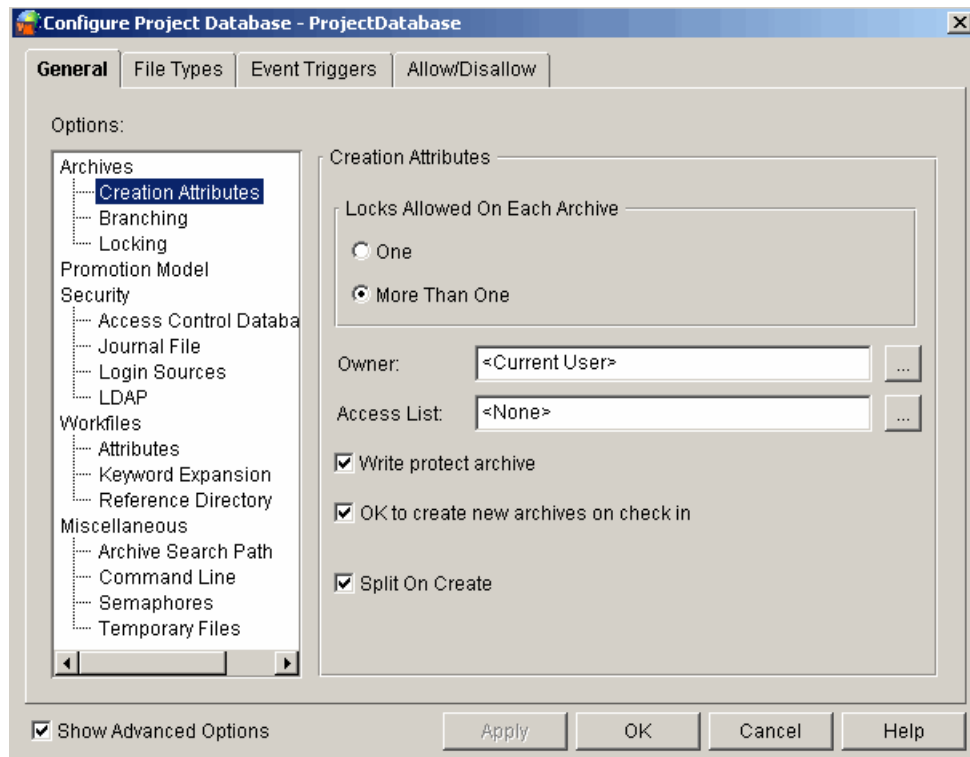 Configure Project Database - ProjectDatabase
General
File Types
Event Triggers
Allow/Disallow
Options:
Archives
Creation Attributes
Branching
Locking
Promotion Model
Security
Access Control Databa
Journal File
Login Sources
LDAP
Workfiles
Attributes
Keyword Expansion
Reference Directory
Miscellaneous
Archive Search Path
Command Line
Semaphores
Temporary Files
Creation Attributes
Locks Allowed On Each Archive
One
More Than One
Owner: <Current User> ...
Access List: <None> ...
Write protect archive
OK to create new archives on check in
Split On Create
Show Advanced Options
Apply
OK
Cancel
Help